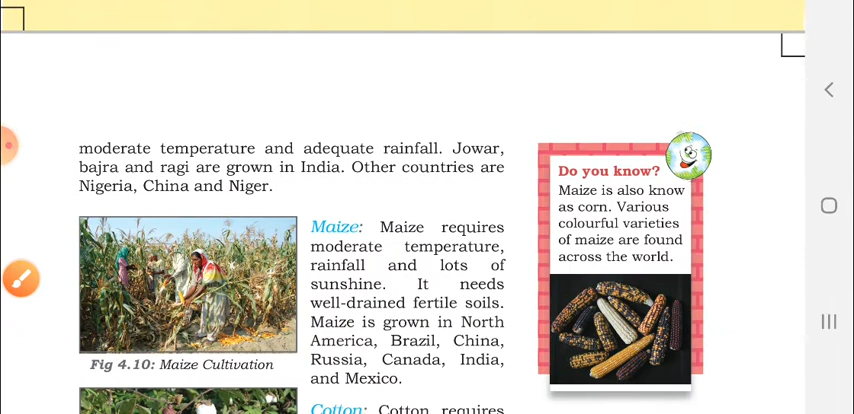 moderate temperature and adequate rainfall. Jowar,
bajra and ragi are grown in India. Other countries are
Nigeria, China and Niger.
Maize: Maize requires
moderate temperature,
rainfall and lots of
sunshine. It needs
well-drained fertile soils.
Maize is grown in North
America, Brazil, China,
Russia, Canada, India,
and Mexico.
Fig 4.10: Maize Cultivation
Cotton: Cotton requires
Do you know?
Maize is also know
as corn. Various
colourful varieties
of maize are found
across the world.